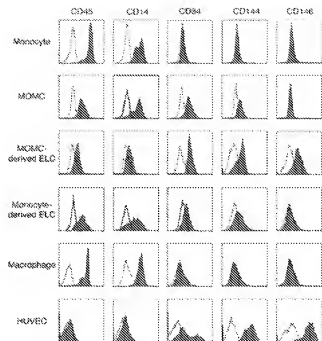 CD45 CD14 CD34 CD144 CD146
Monocyte
MOMC
MOMC-
derived ELC
Monocyte-
derived ELC
Macrophage
HUVEC